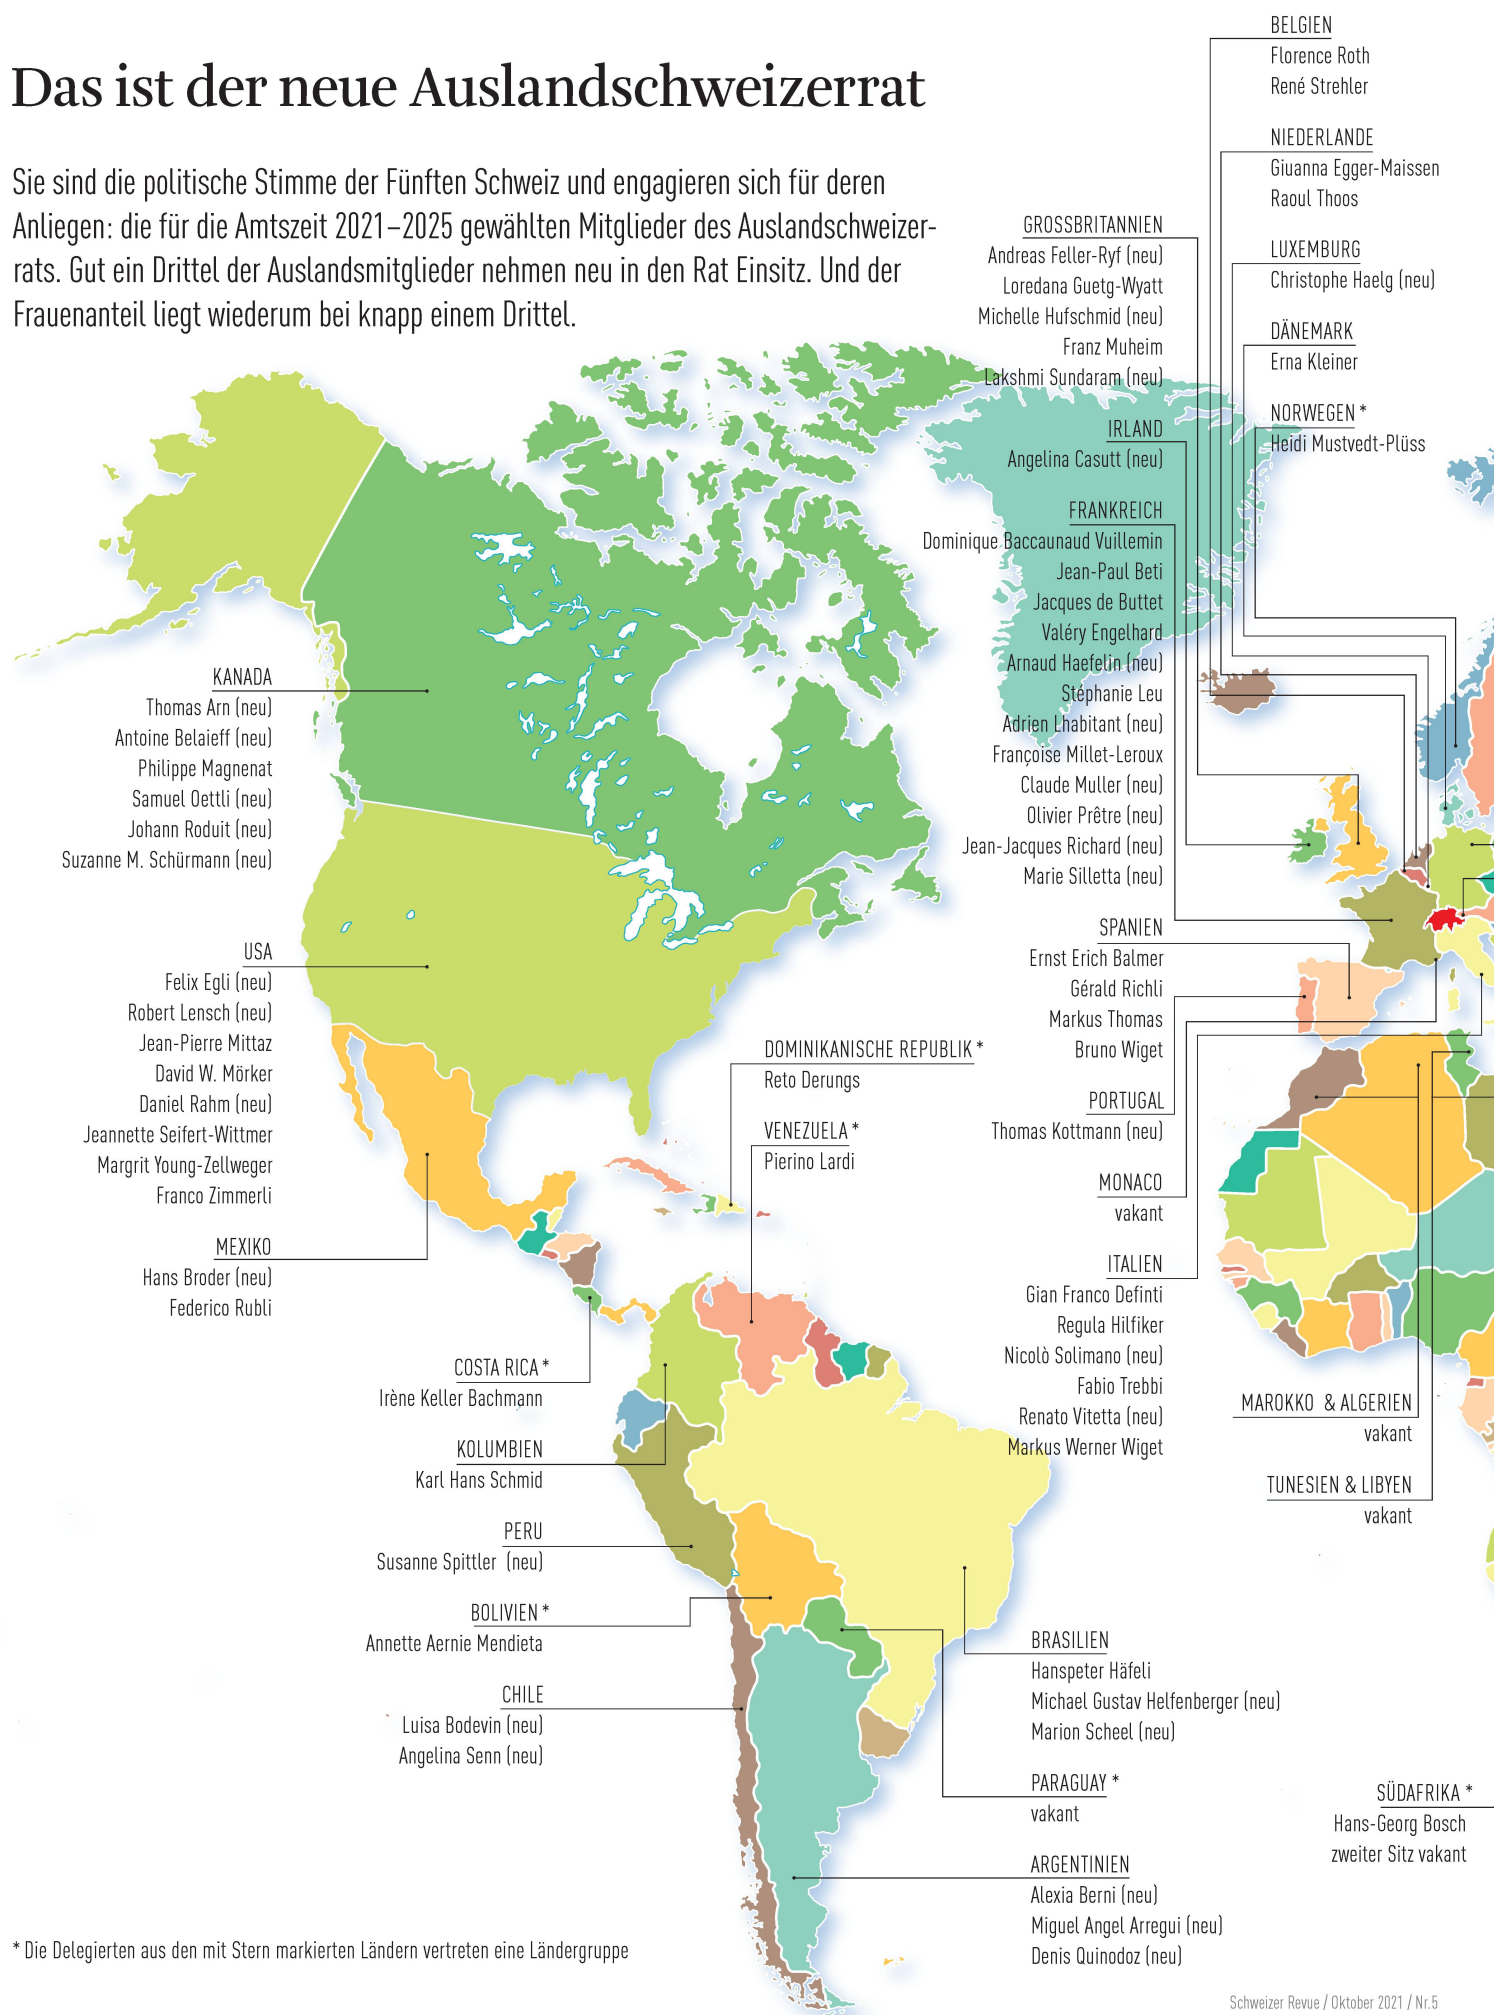 Das ist der neue Auslandschweizerrat
Sie sind die politische Stimme der Fünften Schweiz und engagieren sich für deren
Anliegen: die für die Amtszeit 2021–2025 gewählten Mitglieder des Auslandschweizer-
rats. Gut ein Drittel der Auslandsmitglieder nehmen neu in den Rat Einsitz. Und der
Frauenanteil liegt wiederum bei knapp einem Drittel.
KANADA
Thomas Arn (neu)
Antoine Belaieff (neu)
Philippe Magnenat
Samuel Oettli (neu)
Johann Roduit (neu)
Suzanne M. Schürmann (neu)
USA
Felix Egli (neu)
Robert Lensch (neu)
Jean-Pierre Mittaz
David W. Mörker
Daniel Rahm (neu)
Jeannette Seifert-Wittmer
Margrit Young-Zellweger
Franco Zimmerli
MEXIKO
Hans Broder (neu)
Federico Rubli
COSTA RICA *
Irène Keller Bachmann
KOLUMBIEN
Karl Hans Schmid
PERU
Susanne Spittler (neu)
BOLIVIEN *
Annette Aernie Mendieta
CHILE
Luisa Bodevin (neu)
Angelina Senn (neu)
DOMINIKANISCHE REPUBLIK *
Reto Derungs
VENEZUELA *
Pierino Lardi
BRASILIEN
Hanspeter Häfeli
Michael Gustav Helfenberger (neu)
Marion Scheel (neu)
PARAGUAY *
vakant
ARGENTINIEN
Alexia Berni (neu)
Miguel Angel Arregui (neu)
Denis Quinodoz (neu)
GROSSBRITANNIEN
Andreas Feller-Ryf (neu)
Loredana Guetg-Wyatt
Michelle Hufschmid (neu)
Franz Muheim
Lakshmi Sundaram (neu)
IRLAND
Angelina Casutt (neu)
FRANKREICH
Dominique Baccaunaud Vuillemin
Jean-Paul Beti
Jacques de Buttet
Valéry Engelhard
Arnaud Haefelin (neu)
Stéphanie Leu
Adrien Lhabitant (neu)
Françoise Millet-Leroux
Claude Muller (neu)
Olivier Prêtre (neu)
Jean-Jacques Richard (neu)
Marie Silletta (neu)
SPANIEN
Ernst Erich Balmer
Gérald Richli
Markus Thomas
Bruno Wiget
PORTUGAL
Thomas Kottmann (neu)
MONACO
vakant
ITALIEN
Gian Franco Definti
Regula Hilfiker
Nicolò Solimano (neu)
Fabio Trebbi
Renato Vitetta (neu)
Markus Werner Wiget
BELGIEN
Florence Roth
René Strehler
NIEDERLANDE
Giuanna Egger-Maissen
Raoul Thoos
LUXEMBURG
Christophe Haelg (neu)
DÄNEMARK
Erna Kleiner
NORWEGEN *
Heidi Mustvedt-Plüss
MAROKKO & ALGERIEN
vakant
TUNESIEN & LIBYEN
vakant
SÜDAFRIKA *
Hans-Georg Bosch
zweiter Sitz vakant
* Die Delegierten aus den mit Stern markierten Ländern vertreten eine Ländergruppe
Schweizer Revue / Oktober 2021 / Nr.5